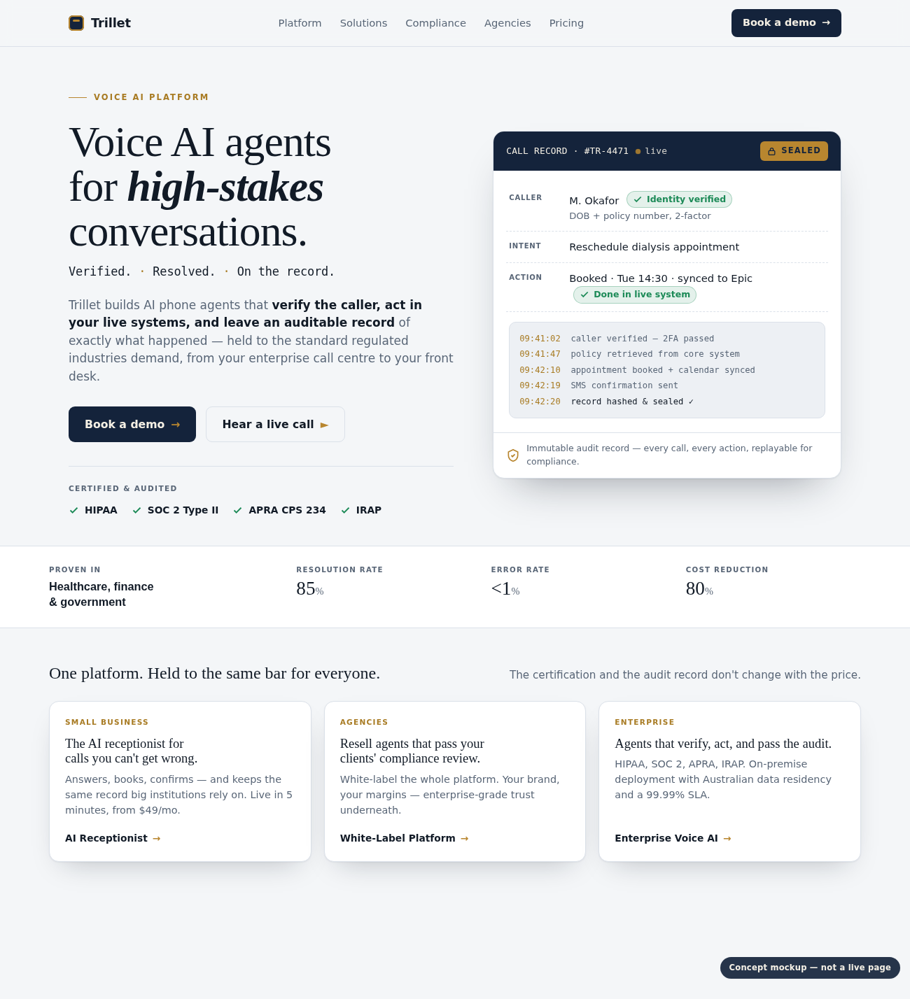 Trillet
Platform
Solutions
Compliance
Agencies
Pricing
Book a demo →
VOICE AI PLATFORM
Voice AI agents
for high-stakes
conversations.
Verified. · Resolved. · On the record.
Trillet builds AI phone agents that verify the caller, act in
your live systems, and leave an auditable record of
exactly what happened — held to the standard regulated
industries demand, from your enterprise call centre to your front
desk.
Book a demo →
Hear a live call ►
CERTIFIED & AUDITED
✓ HIPAA ✓ SOC 2 Type II ✓ APRA CPS 234 ✓ IRAP
CALL RECORD · #TR-4471 ● live
SEALED
CALLER
M. Okafor ✓ Identity verified
DOB + policy number, 2-factor
INTENT
Reschedule dialysis appointment
ACTION
Booked · Tue 14:30 · synced to Epic
✓ Done in live system
09:41:02 caller verified — 2FA passed
09:41:47 policy retrieved from core system
09:42:10 appointment booked + calendar synced
09:42:19 SMS confirmation sent
09:42:20 record hashed & sealed ✓
Immutable audit record — every call, every action, replayable for
compliance.
PROVEN IN
Healthcare, finance
& government
RESOLUTION RATE
85%
ERROR RATE
<1%
COST REDUCTION
80%
One platform. Held to the same bar for everyone.
The certification and the audit record don't change with the price.
SMALL BUSINESS
The AI receptionist for
calls you can't get wrong.
Answers, books, confirms — and keeps the
same record big institutions rely on. Live in 5
minutes, from $49/mo.
AI Receptionist →
AGENCIES
Resell agents that pass your
clients' compliance review.
White-label the whole platform. Your brand,
your margins — enterprise-grade trust
underneath.
White-Label Platform →
ENTERPRISE
Agents that verify, act, and pass the audit.
HIPAA, SOC 2, APRA, IRAP. On-premise
deployment with Australian data residency
and a 99.99% SLA.
Enterprise Voice AI →
Concept mockup — not a live page